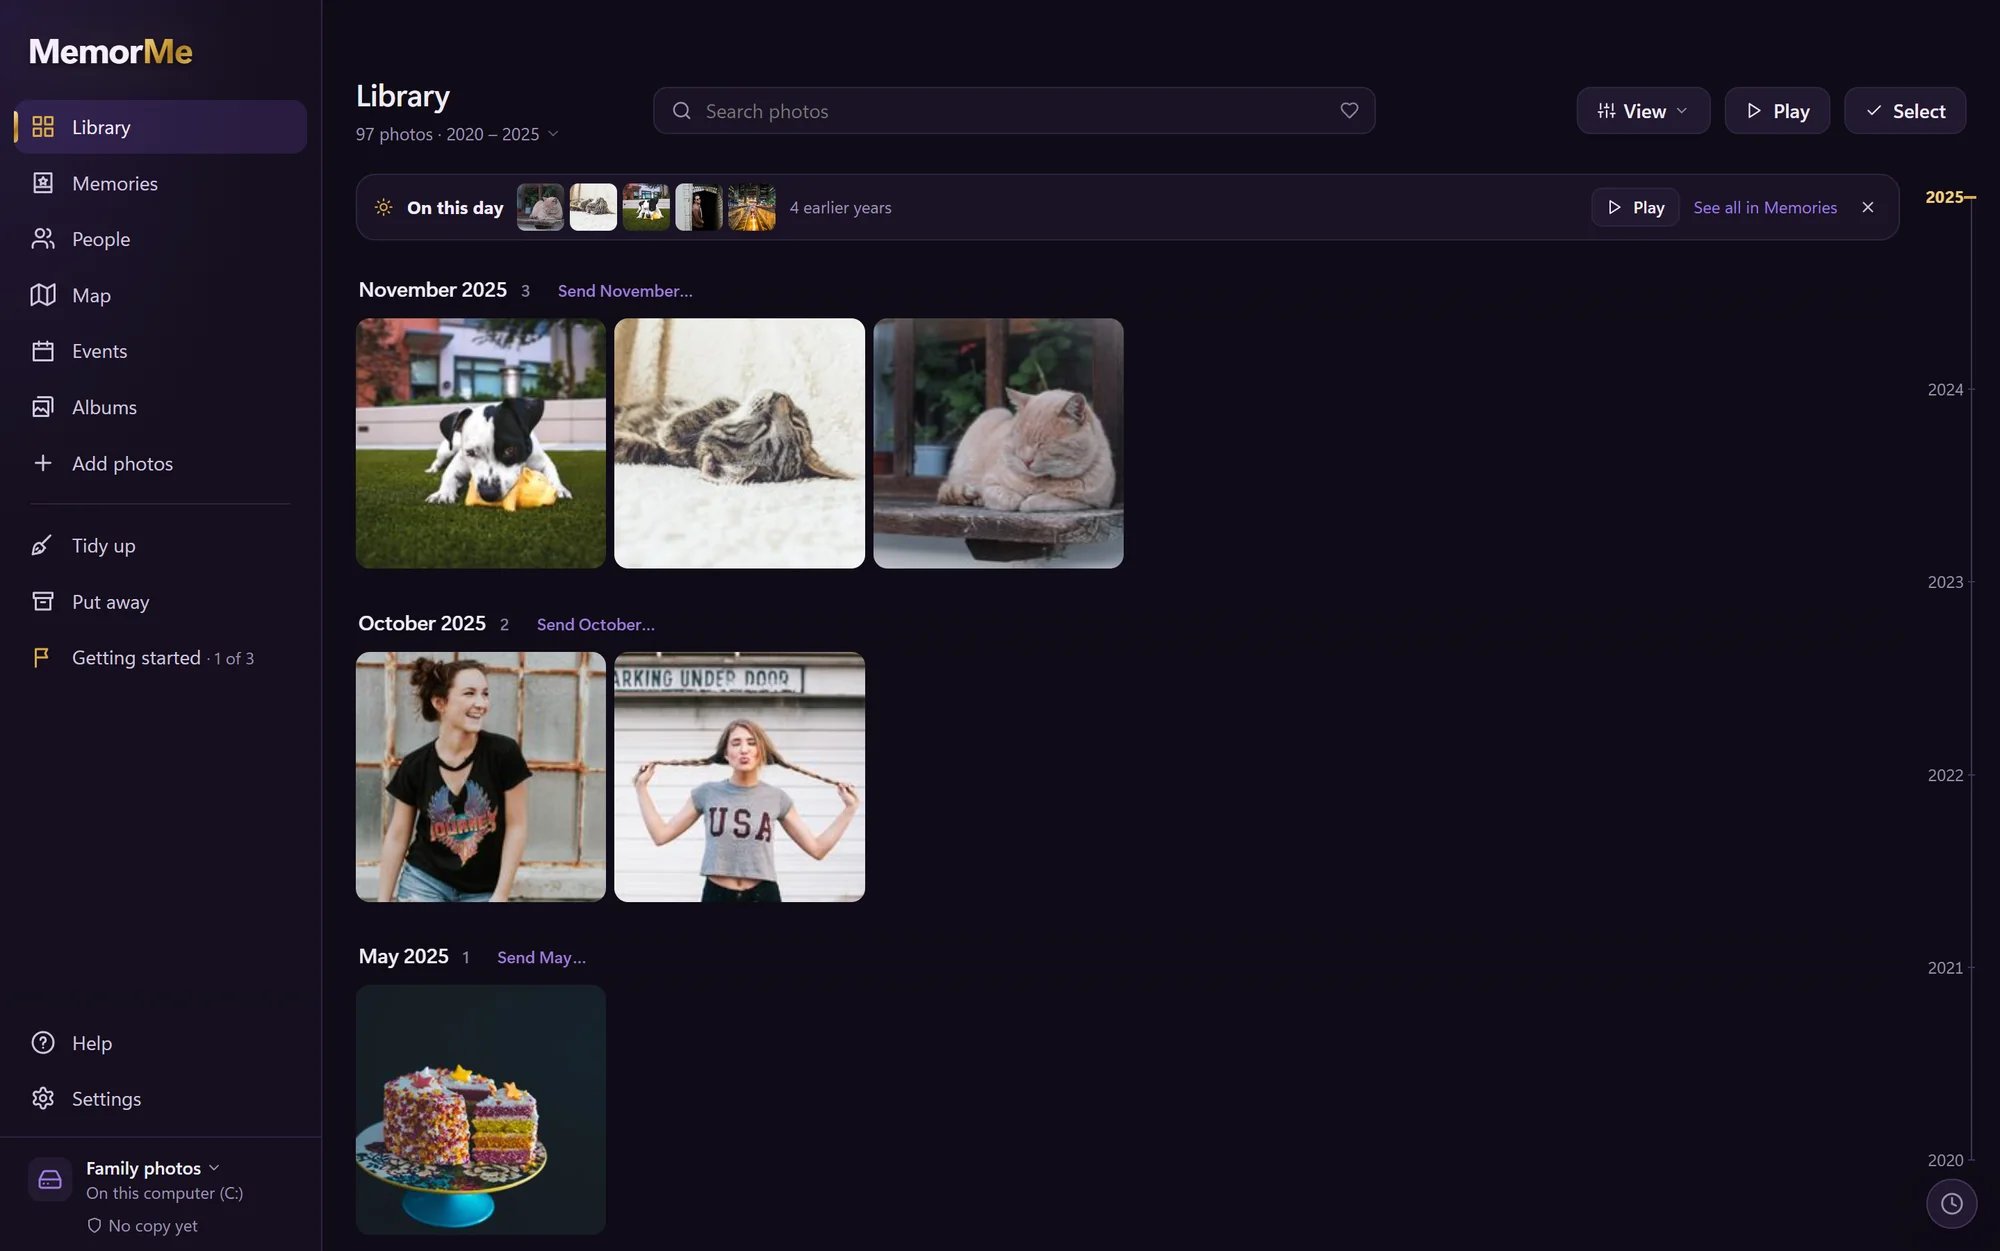 MemorMe
Library
Memories
People
Map
Events
Albums
Add photos
Tidy up
Put away
Getting started · 1 of 3
Help
Settings
Family photos
On this computer (C:)
No copy yet
Library
97 photos · 2020 – 2025
Search photos
View
Play
Select
On this day
4 earlier years
Play
See all in Memories
November 2025 3 Send November...
October 2025 2 Send October...
JOURNEY
ARKING UNDER DOOR
USA
May 2025 1 Send May...
2025
2024
2023
2022
2021
2020